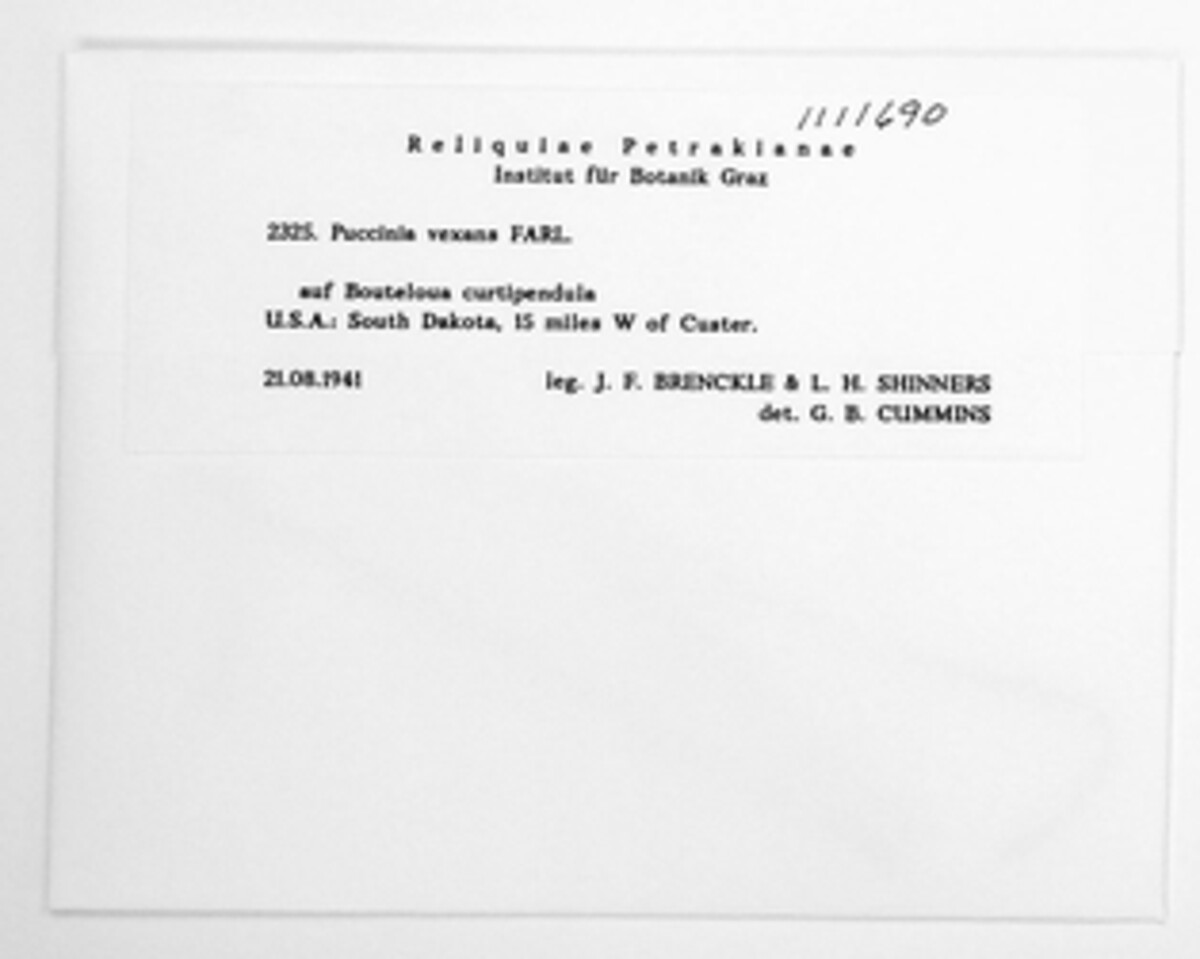 1111690
Reliquiae Petrakianae
Institut für Botanik Graz
2325. Puccinia vexans FARL.
auf Bouteloua curtipendula
U.S.A.: South Dakota, 15 miles W of Custer.
21.08.1941 leg. J. F. BRENCKLE & L. H. SHINNERS
det. G. B. CUMMINS